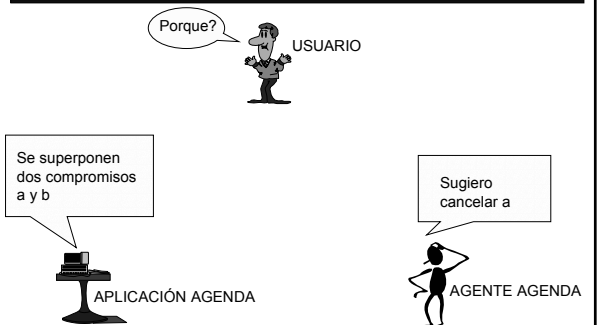 Porque?
USUARIO
Se superponen
dos compromisos
a y b
Sugiero
cancelar a
APLICACIÓN AGENDA
AGENTE AGENDA